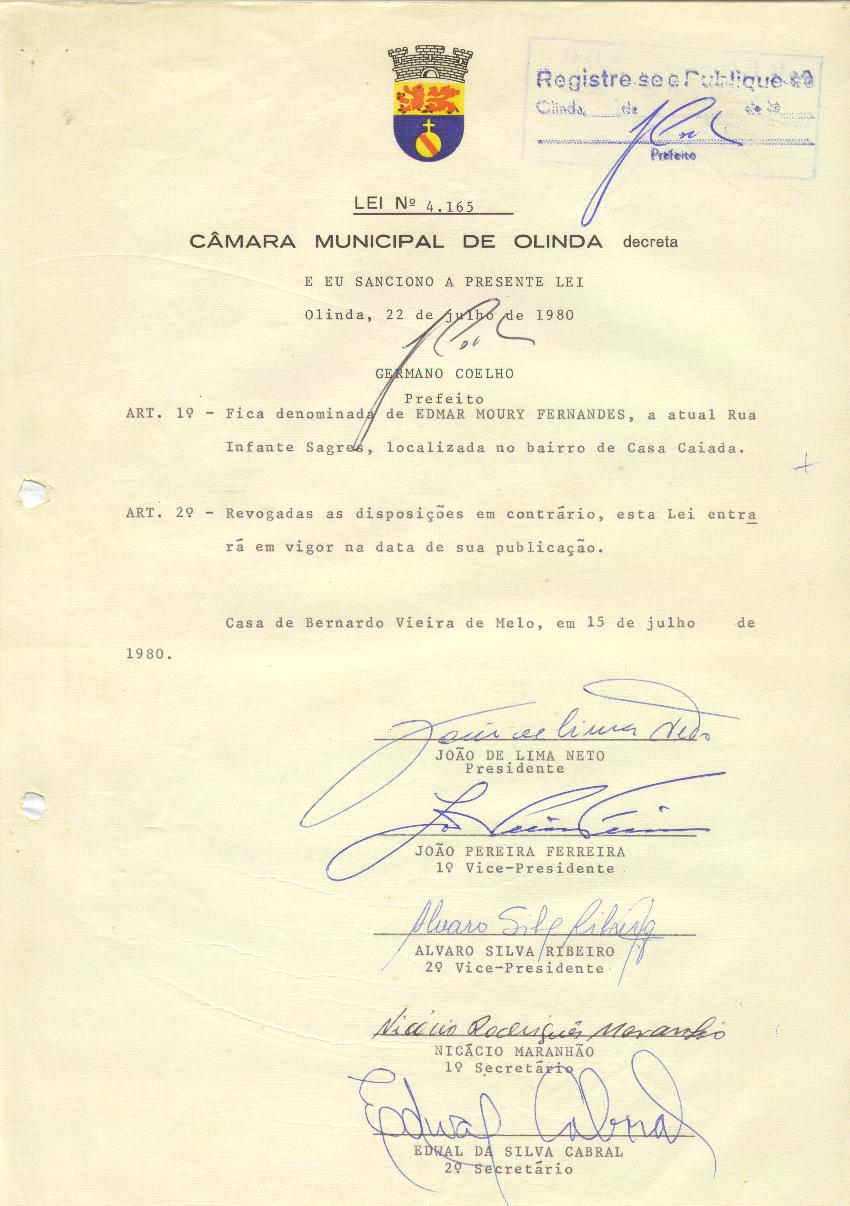 Registre se e Publique se
Olinda, de de 19
Prefeito
LEI Nº 4.165
CÂMARA MUNICIPAL DE OLINDA decreta
E EU SANCIONO A PRESENTE LEI
Olinda, 22 de julho de 1980
GERMANO COELHO
Prefeito
ART. 1º - Fica denominada de EDMAR MOURY FERNANDES, a atual Rua
Infante Sagres, localizada no bairro de Casa Caiada.
ART. 2º - Revogadas as disposições em contrário, esta Lei entra
rá em vigor na data de sua publicação.
Casa de Bernardo Vieira de Melo, em 15 de julho de
1980.
João de Lima Neto
JOÃO DE LIMA NETO
Presidente
JOÃO PEREIRA FERREIRA
1º Vice-Presidente
Alvaro Silva Ribeiro
ALVARO SILVA RIBEIRO
2º Vice-Presidente
Nicácio Rodrigues Maranhão
NICÁCIO MARANHÃO
1º Secretário
Edwal Cabral
EDWAL DA SILVA CABRAL
2º Secretário